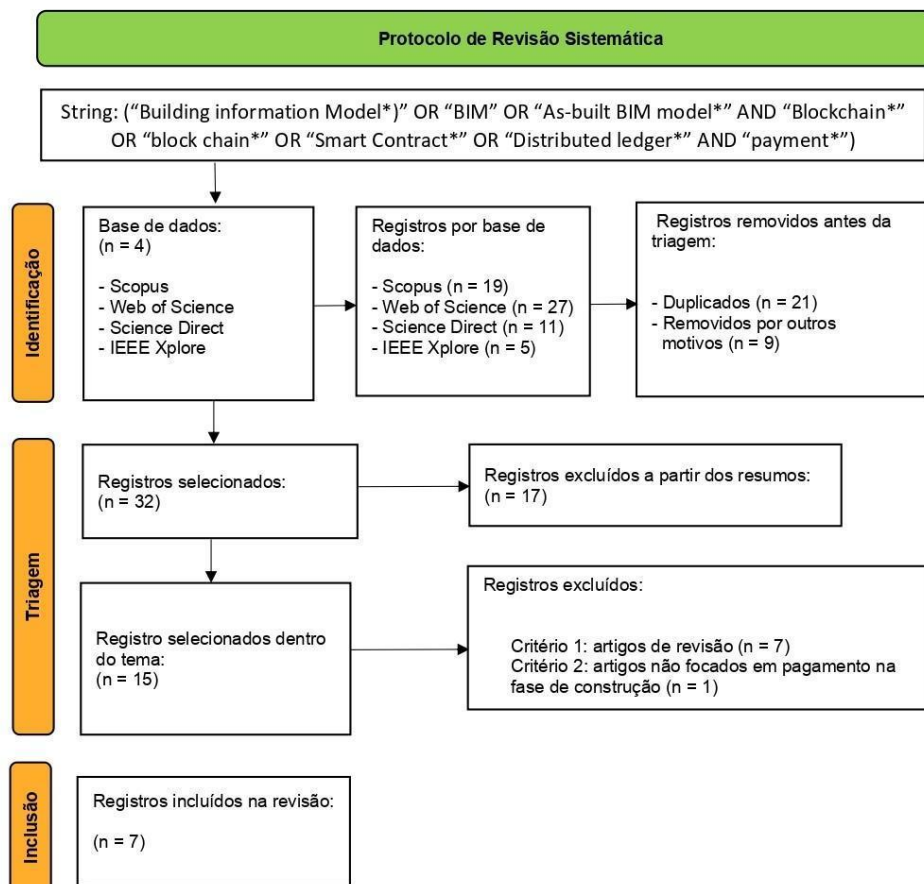 Protocolo de Revisão Sistemática
String: (“Building information Model*)” OR “BIM” OR “As-built BIM model*” AND “Blockchain*”
OR “block chain*” OR “Smart Contract*” OR “Distributed ledger*” AND “payment*”)
Identificação
Base de dados:
(n = 4)
- Scopus
- Web of Science
- Science Direct
- IEEE Xplore
Registros por base de
dados:
- Scopus (n = 19)
- Web of Science (n = 27)
- Science Direct (n = 11)
- IEEE Xplore (n = 5)
Registros removidos antes da
triagem:
- Duplicados (n = 21)
- Removidos por outros
motivos (n = 9)
Triagem
Registros selecionados:
(n = 32)
Registros excluídos a partir dos resumos:
(n = 17)
Registro selecionados dentro
do tema:
(n = 15)
Registros excluídos:
Critério 1: artigos de revisão (n = 7)
Critério 2: artigos não focados em pagamento na
fase de construção (n = 1)
Inclusão
Registros incluídos na revisão:
(n = 7)